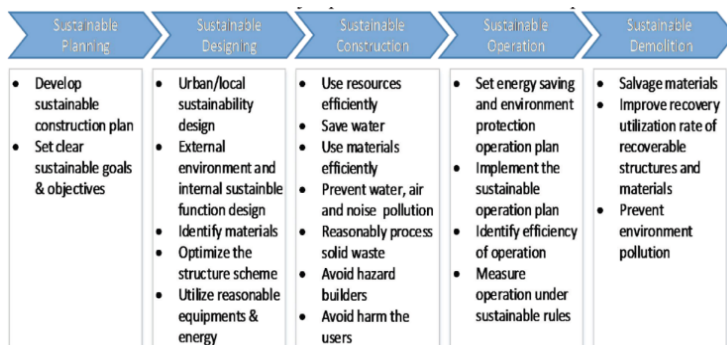 Sustainable
Planning
Sustainable
Designing
Sustainable
Construction
Sustainable
Operation
Sustainable
Demolition
• Develop
sustainable
construction plan
• Set clear
sustainable goals
& objectives
• Urban/local
sustainability
design
• External
environment and
internal sustainble
function design
• Identify materials
• Optimize the
structure scheme
• Utilize reasonable
equipments &
energy
• Use resources
efficiently
• Save water
• Use materials
efficiently
• Prevent water, air
and noise pollution
• Reasonably process
solid waste
• Avoid hazard
builders
• Avoid harm the
users
• Set energy saving
and environment
protection
operation plan
• Implement the
sustainable
operation plan
• Identify efficiency
of operation
• Measure
operation under
sustainable rules
• Salvage materials
• Improve recovery
utilization rate of
recoverable
structures and
materials
• Prevent
environment
pollution